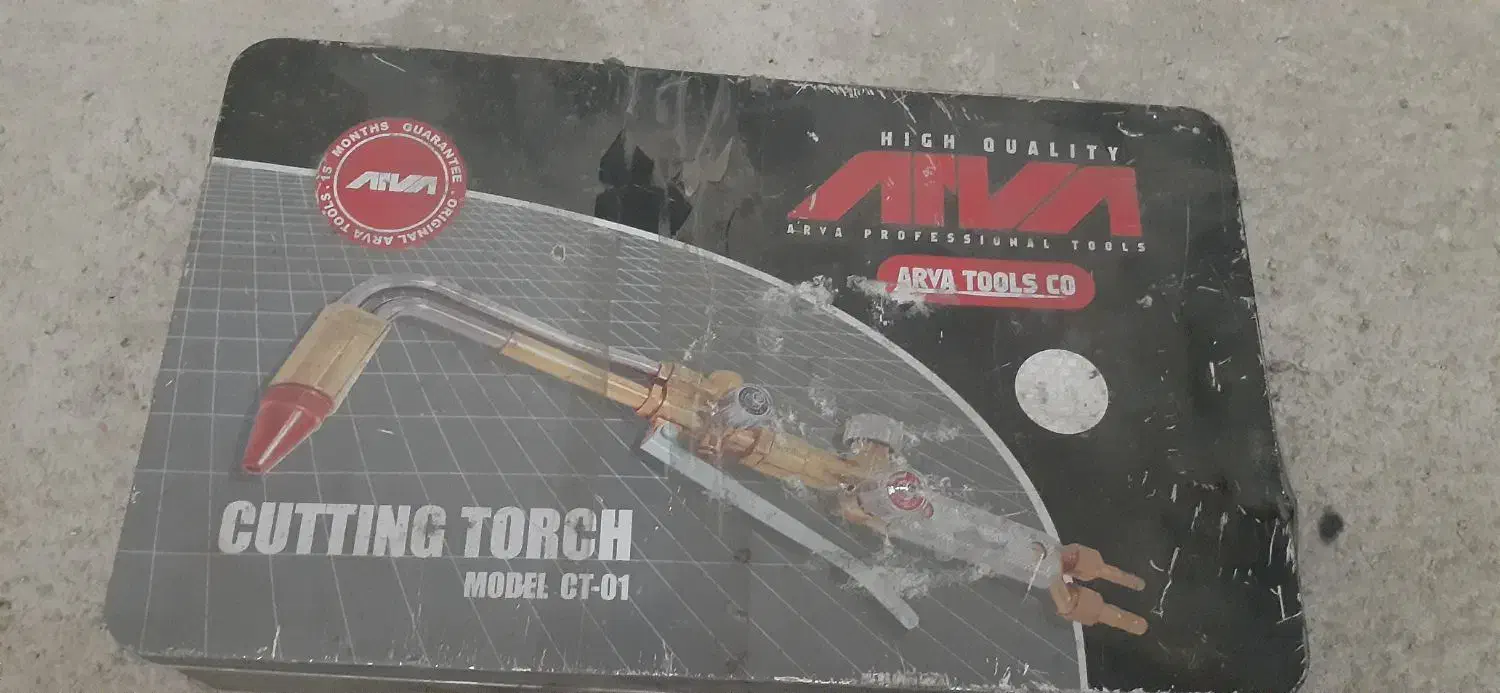 15 MONTHS GUARANTEE · ORIGINAL ARVA TOOLS ·
ARVA
HIGH QUALITY
ARVA
ARVA PROFESSIONAL TOOLS
ARVA TOOLS CO
CUTTING TORCH
MODEL CT-01